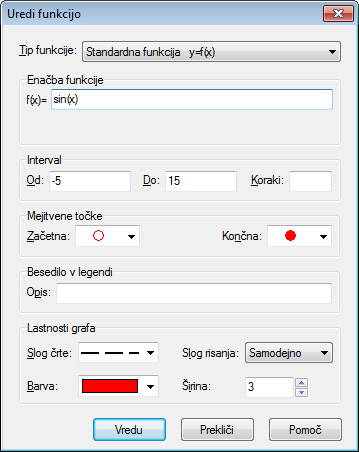 Uredi funkcijo
Tip funkcije: Standardna funkcija y=f(x)
Enačba funkcije
f(x)= sin(x)
Interval
Od: -5 Do: 15 Koraki:
Mejitvene točke
Začetna: Končna:
Besedilo v legendi
Opis:
Lastnosti grafa
Slog črte: Slog risanja: Samodejno
Barva: Širina: 3
Vredu Prekliči Pomoč